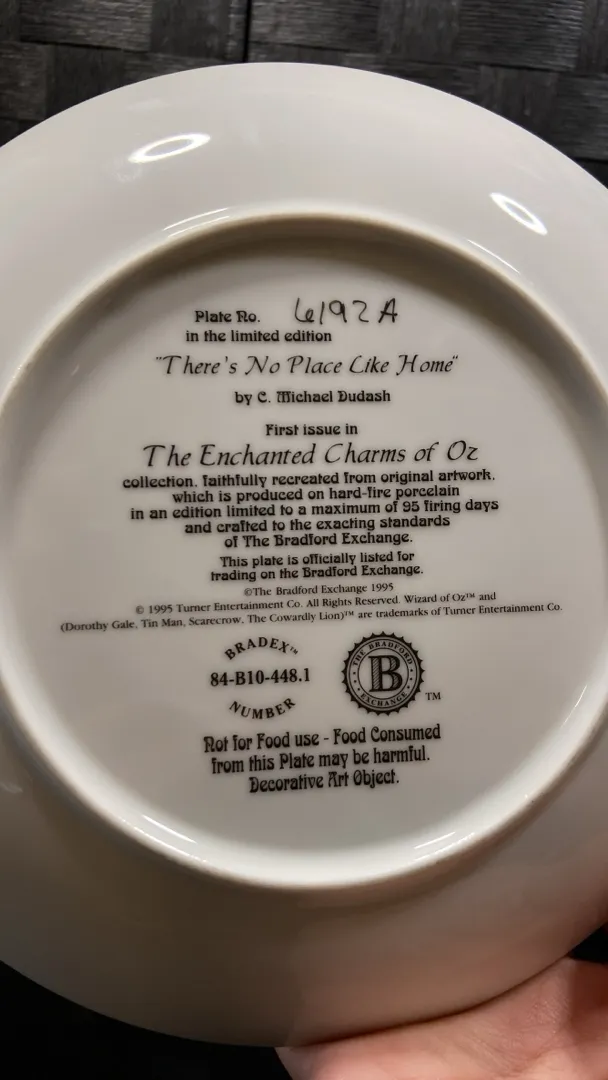 Plate No. 6192A
in the limited edition
"There's No Place Like Home"
by C. Michael Dudash
First issue in
The Enchanted Charms of Oz
collection, faithfully recreated from original artwork,
which is produced on hard-fire porcelain
in an edition limited to a maximum of 95 firing days
and crafted to the exacting standards
of The Bradford Exchange.
This plate is officially listed for
trading on the Bradford Exchange.
©The Bradford Exchange 1995
© 1995 Turner Entertainment Co. All Rights Reserved. Wizard of Oz™ and
(Dorothy Gale, Tin Man, Scarecrow, The Cowardly Lion)™ are trademarks of Turner Entertainment Co.
BRADEX™
84-B10-448.1
NUMBER
THE BRADFORD
B
EXCHANGE
TM
Not for Food use - Food Consumed
from this Plate may be harmful.
Decorative Art Object.